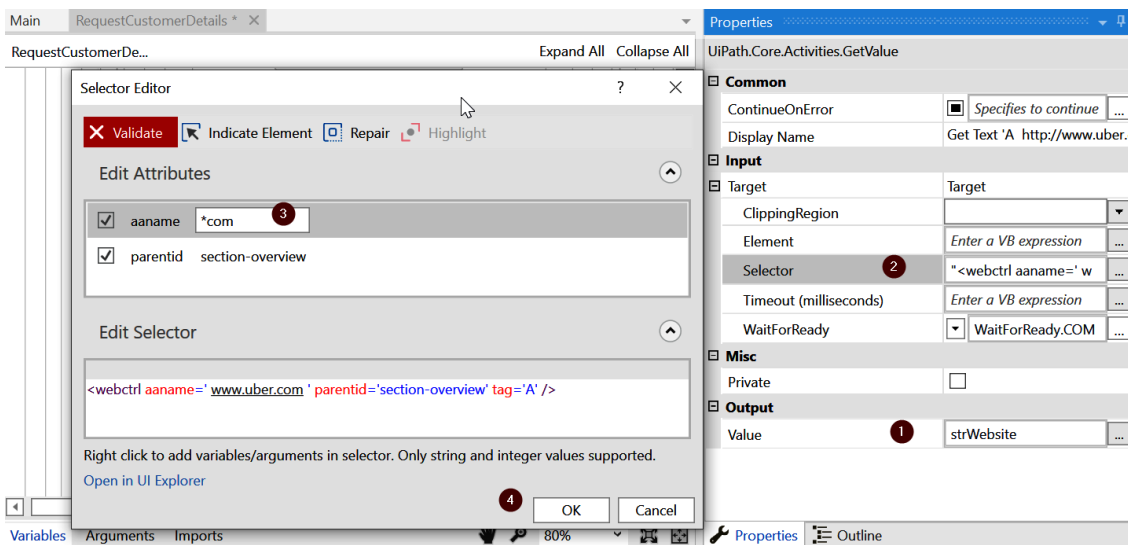 Main RequestCustomerDetails * ×
RequestCustomerDe... Expand All Collapse All
Selector Editor ? ×
Validate Indicate Element Repair Highlight
Edit Attributes
aaname *com 3
parentid section-overview
Edit Selector
<webctrl aaname=' www.uber.com ' parentid='section-overview' tag='A' />
Right click to add variables/arguments in selector. Only string and integer values supported.
Open in UI Explorer
4 OK Cancel
Variables Arguments Imports 80%
Properties
UiPath.Core.Activities.GetValue
Common
ContinueOnError Specifies to continue ...
Display Name Get Text 'A  http://www.uber.
Input
Target Target
ClippingRegion
Element Enter a VB expression ...
Selector 2 "<webctrl aaname=' w ...
Timeout (milliseconds) Enter a VB expression ...
WaitForReady WaitForReady.COM ...
Misc
Private
Output
Value 1 strWebsite ...
Properties Outline